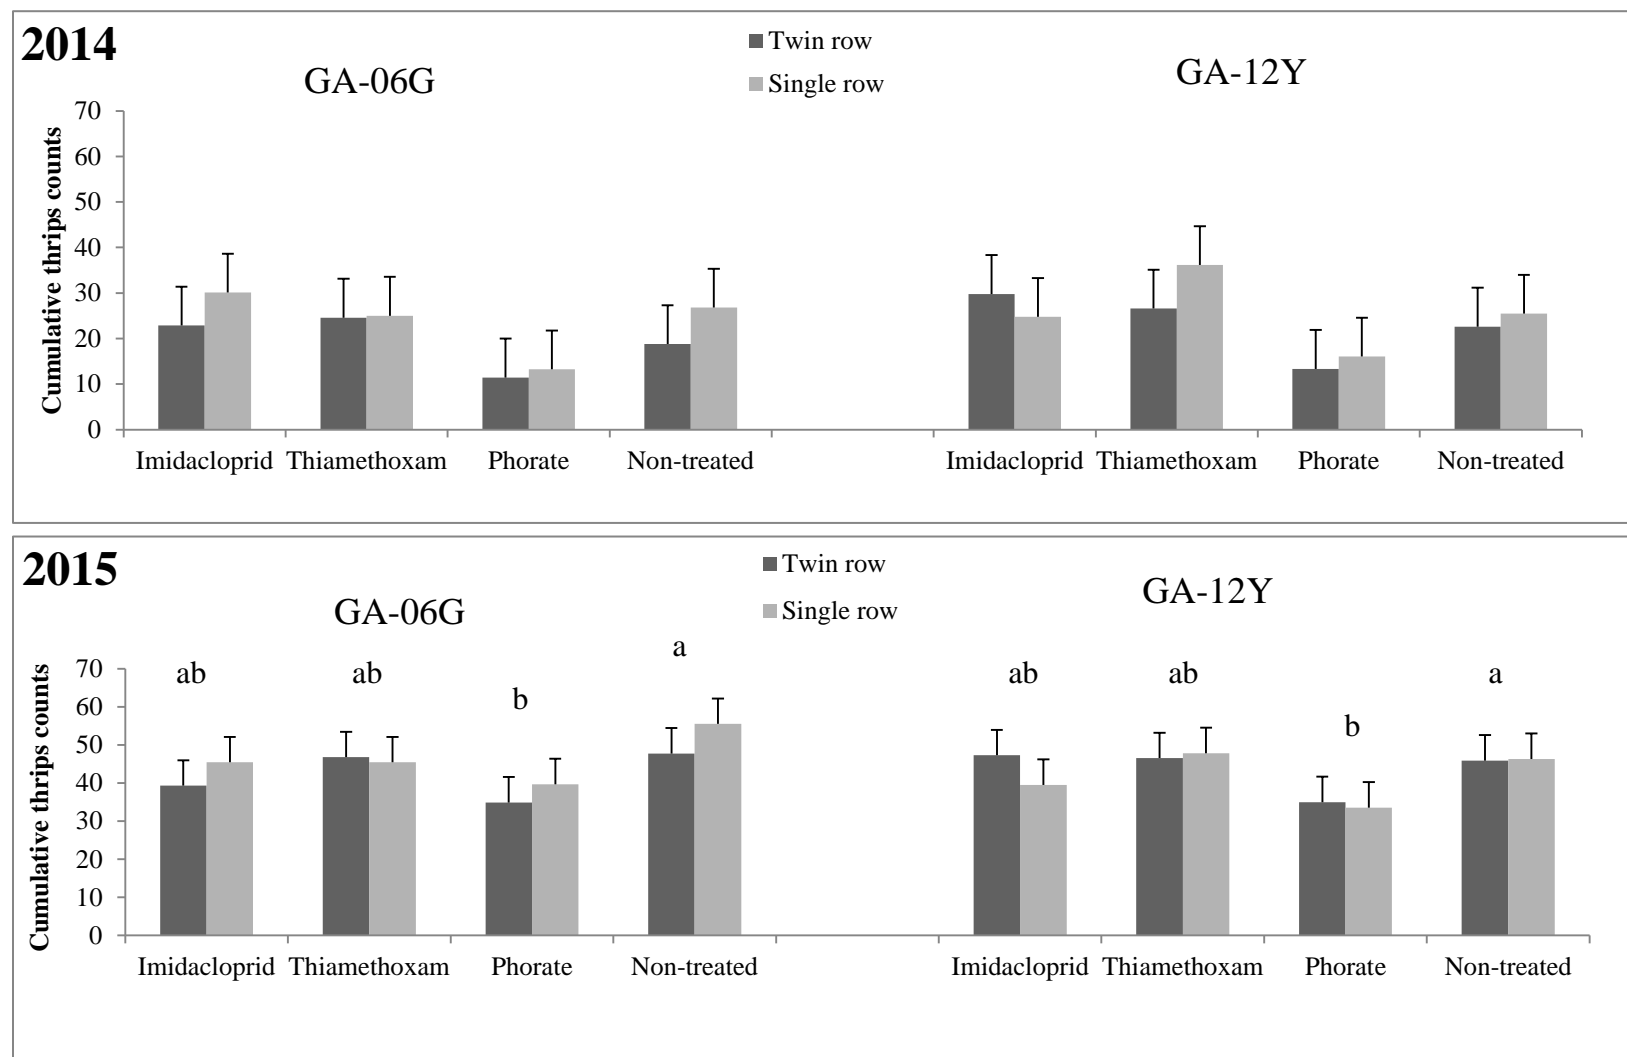 2014
Twin row
Single row
GA-06G
GA-12Y
Cumulative thrips counts
70
60
50
40
30
20
10
0
Imidacloprid Thiamethoxam Phorate Non-treated Imidacloprid Thiamethoxam Phorate Non-treated
2015
Twin row
Single row
GA-06G
GA-12Y
Cumulative thrips counts
a
ab ab ab ab a
b b
70
60
50
40
30
20
10
0
Imidacloprid Thiamethoxam Phorate Non-treated Imidacloprid Thiamethoxam Phorate Non-treated